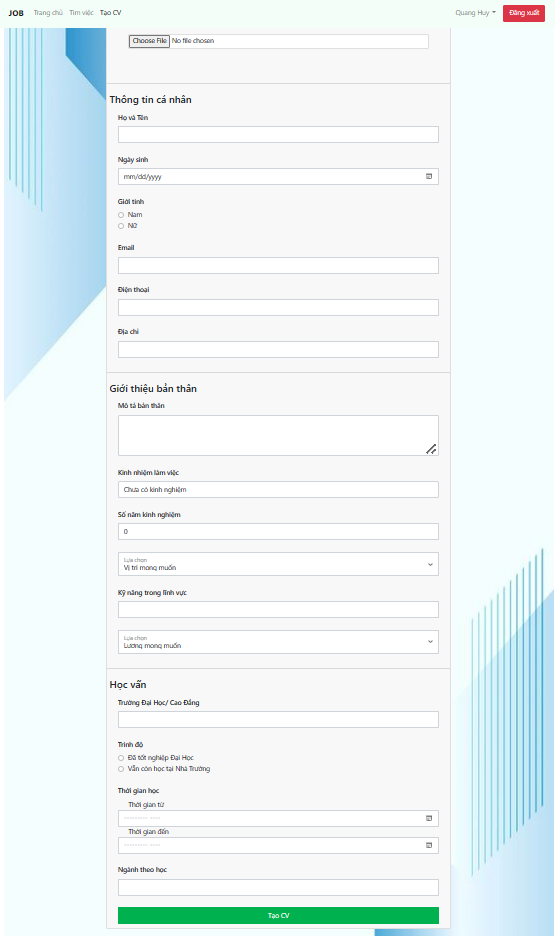 JOB Trang chủ Tìm việc Tạo CV Quang Huy Đăng xuất
Choose File No file chosen
Thông tin cá nhân
Họ và Tên
Ngày sinh
mm/dd/yyyy
Giới tính
Nam
Nữ
Email
Điện thoại
Địa chỉ
Giới thiệu bản thân
Mô tả bản thân
Kinh nhiệm làm việc
Chưa có kinh nghiệm
Số năm kinh nghiệm
0
Lựa chọn
Vị trí mong muốn
Kỹ năng trong lĩnh vực
Lựa chọn
Lương mong muốn
Học vấn
Trường Đại Học/ Cao Đẳng
Trình độ
Đã tốt nghiệp Đại Học
Vẫn còn học tại Nhà Trường
Thời gian học
Thời gian từ
--------- ----
Thời gian đến
--------- ----
Ngành theo học
Tạo CV